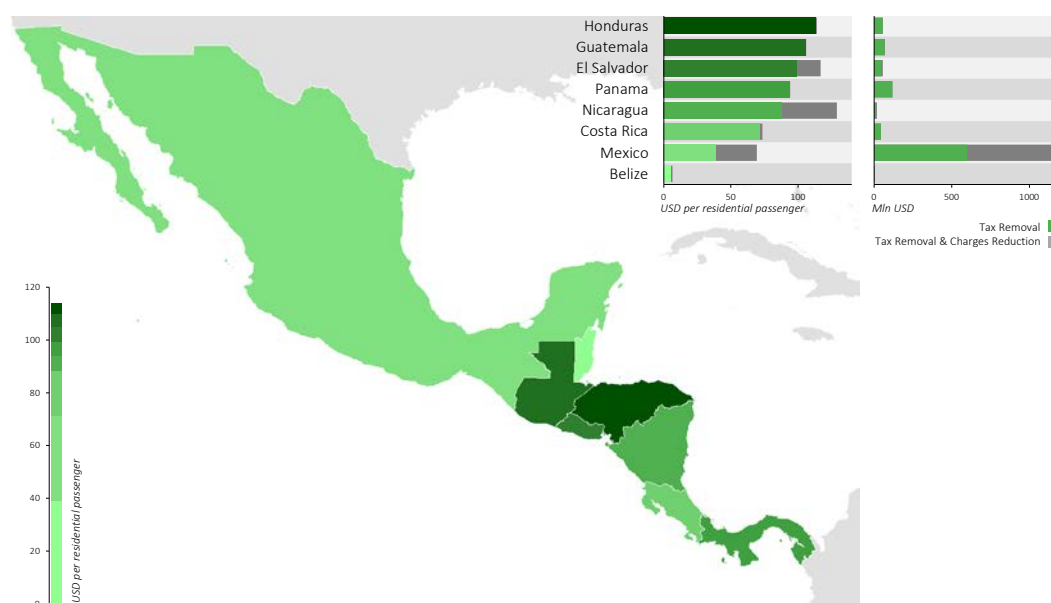 Honduras
Guatemala
El Salvador
Panama
Nicaragua
Costa Rica
Mexico
Belize
0 50 100
USD per residential passenger
0 500 1000
Mln USD
Tax Removal
Tax Removal & Charges Reduction
120
100
80
60
40
20
0
USD per residential passenger